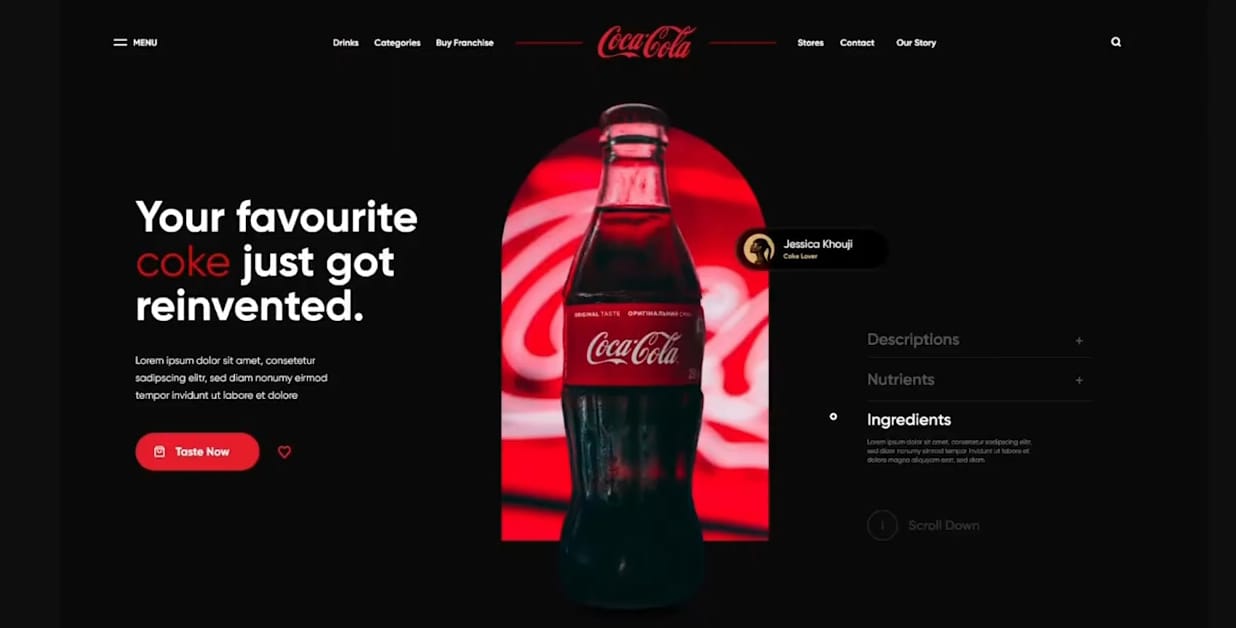 MENU
Drinks
Categories
Buy Franchise
Coca-Cola
Stores
Contact
Our Story
Your favourite
coke just got
reinvented.
Lorem ipsum dolor sit amet, consetetur
sadipscing elitr, sed diam nonumy eirmod
tempor invidunt ut labore et dolore
Taste Now
ORIGINAL TASTE ОРИГІНАЛЬНИЙ
Coca-Cola
Jessica Khouji
Coke Lover
Descriptions +
Nutrients +
Ingredients
Lorem ipsum dolor sit amet, consetetur sadipscing elitr,
sed diam nonumy eirmod tempor invidunt ut labore et
dolore magna aliquyam erat, sed diam
Scroll Down